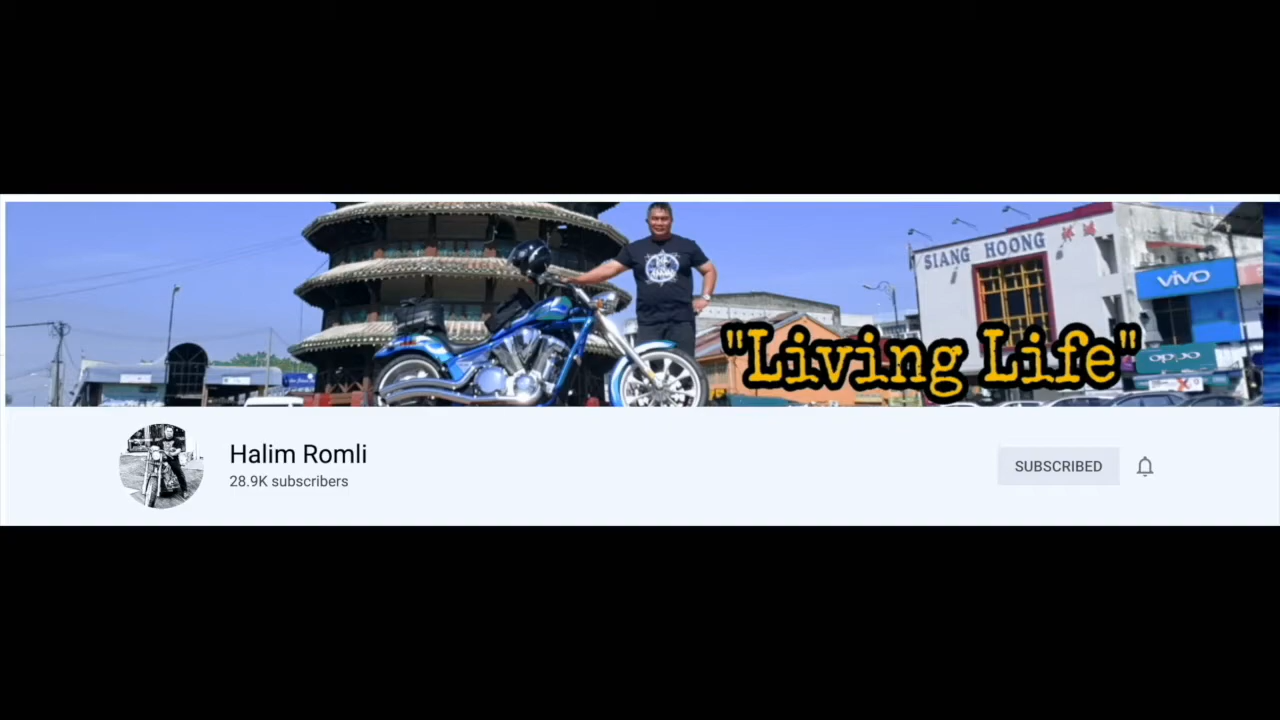 SIANG HOONG
vivo
"Living Life"
oppo
Halim Romli
28.9K subscribers
SUBSCRIBED